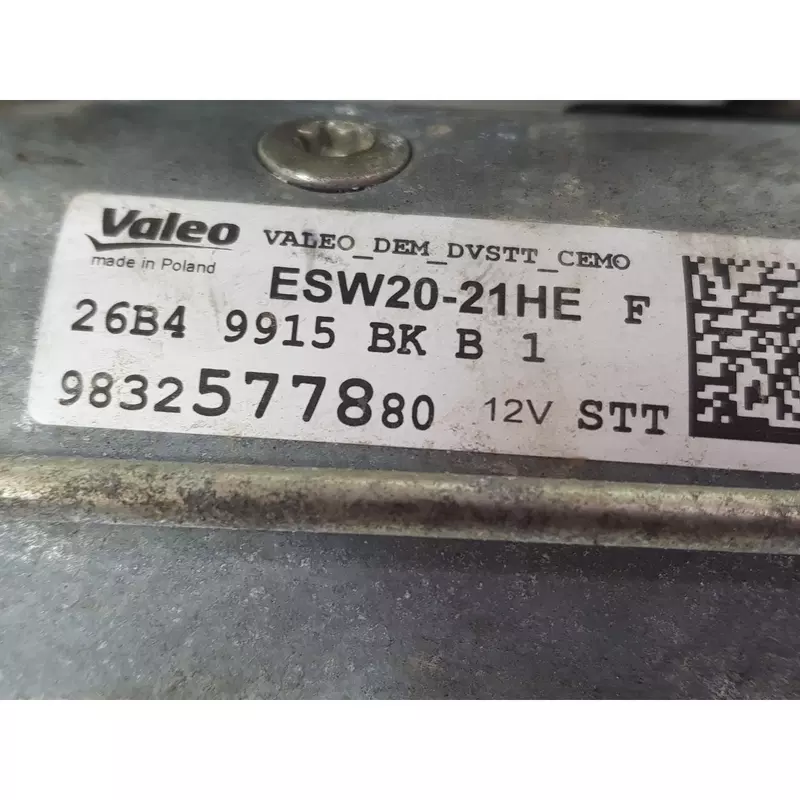 Valeo VALEO_DEM_DVSTT_CEMO
made in Poland ESW20-21HE F
26B4 9915 BK B 1
9832577880 12V STT